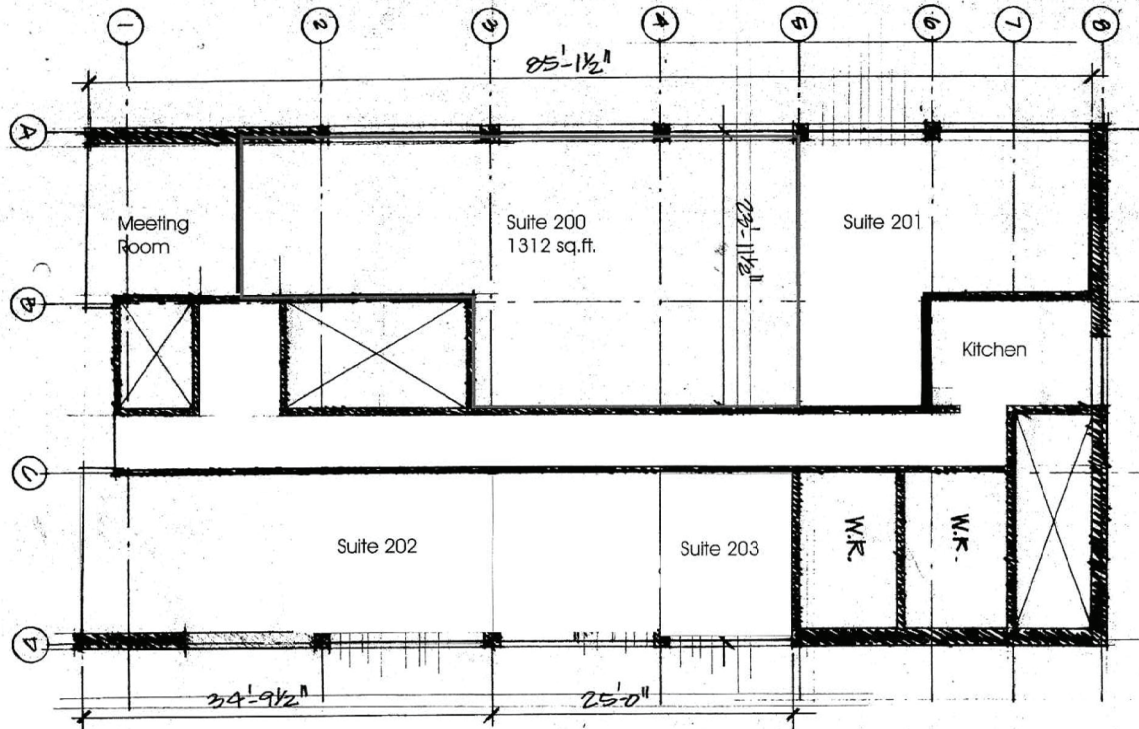 1 2 3 4 5 6 7 8
85'-1½"
A
Meeting
Room
Suite 200
1312 sq.ft.
23'-11½"
Suite 201
B
Kitchen
C
Suite 202
Suite 203
W.R.
W.R.
D
34'-9½"
25'-0"